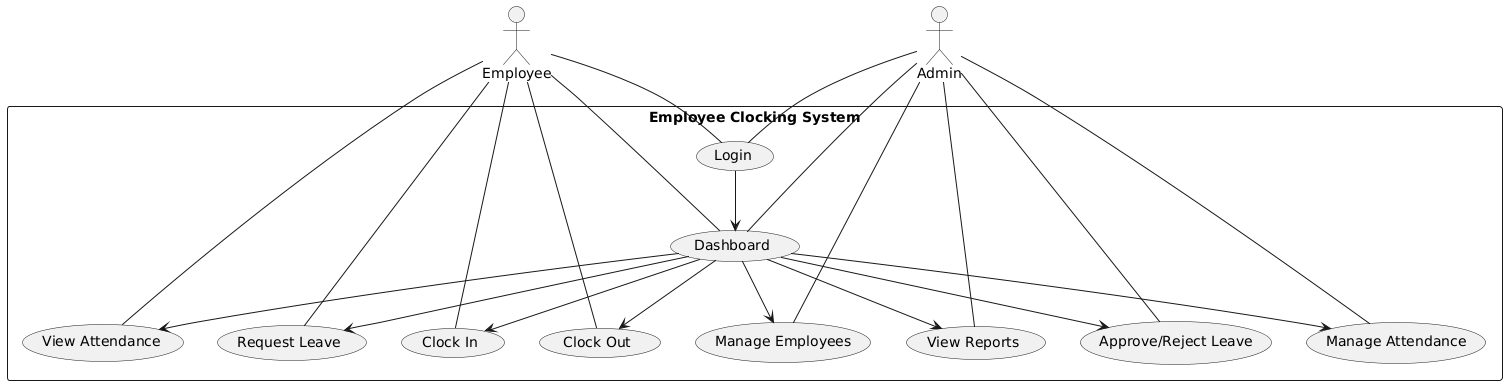 Employee
Admin
Employee Clocking System
Login
Dashboard
View Attendance
Request Leave
Clock In
Clock Out
Manage Employees
View Reports
Approve/Reject Leave
Manage Attendance